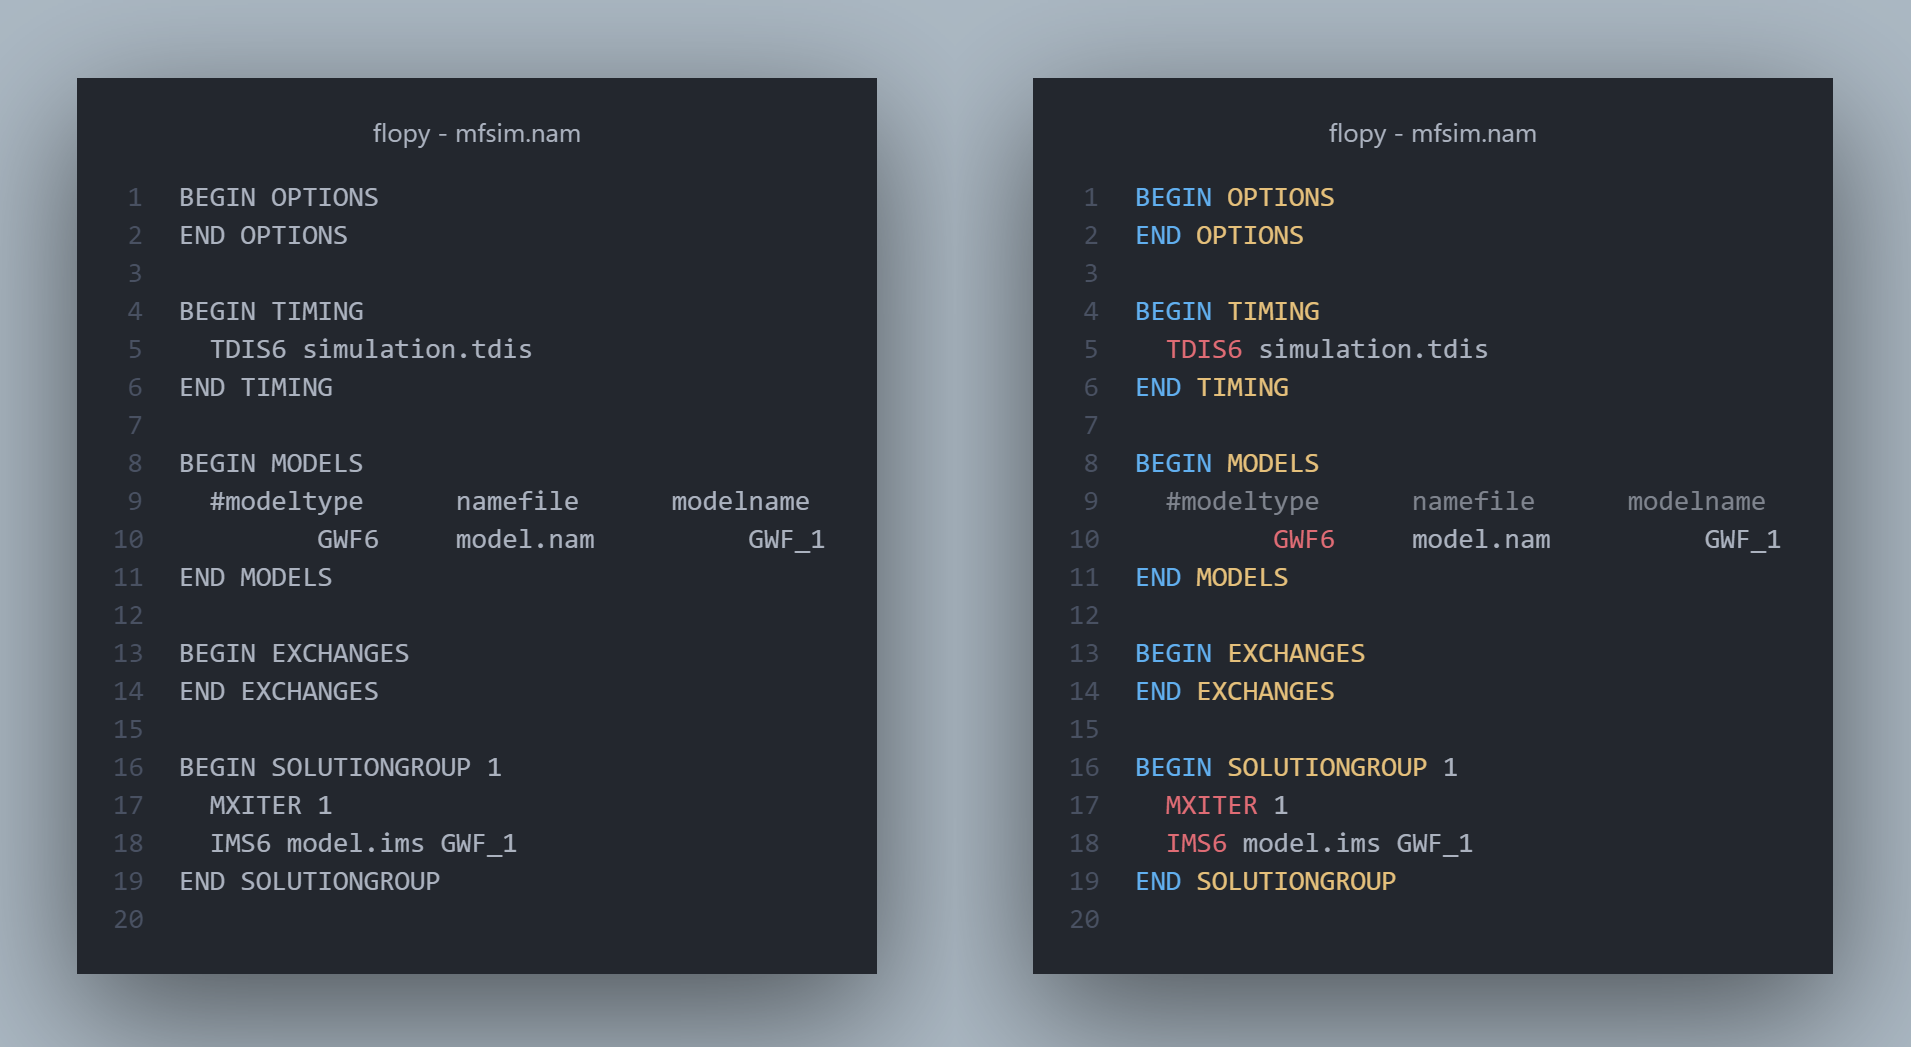 flopy - mfsim.nam
1 BEGIN OPTIONS
2 END OPTIONS
3
4 BEGIN TIMING
5   TDIS6 simulation.tdis
6 END TIMING
7
8 BEGIN MODELS
9   #modeltype      namefile      modelname
10          GWF6     model.nam          GWF_1
11 END MODELS
12
13 BEGIN EXCHANGES
14 END EXCHANGES
15
16 BEGIN SOLUTIONGROUP 1
17   MXITER 1
18   IMS6 model.ims GWF_1
19 END SOLUTIONGROUP
20
flopy - mfsim.nam
1 BEGIN OPTIONS
2 END OPTIONS
3
4 BEGIN TIMING
5   TDIS6 simulation.tdis
6 END TIMING
7
8 BEGIN MODELS
9   #modeltype      namefile      modelname
10          GWF6     model.nam          GWF_1
11 END MODELS
12
13 BEGIN EXCHANGES
14 END EXCHANGES
15
16 BEGIN SOLUTIONGROUP 1
17   MXITER 1
18   IMS6 model.ims GWF_1
19 END SOLUTIONGROUP
20